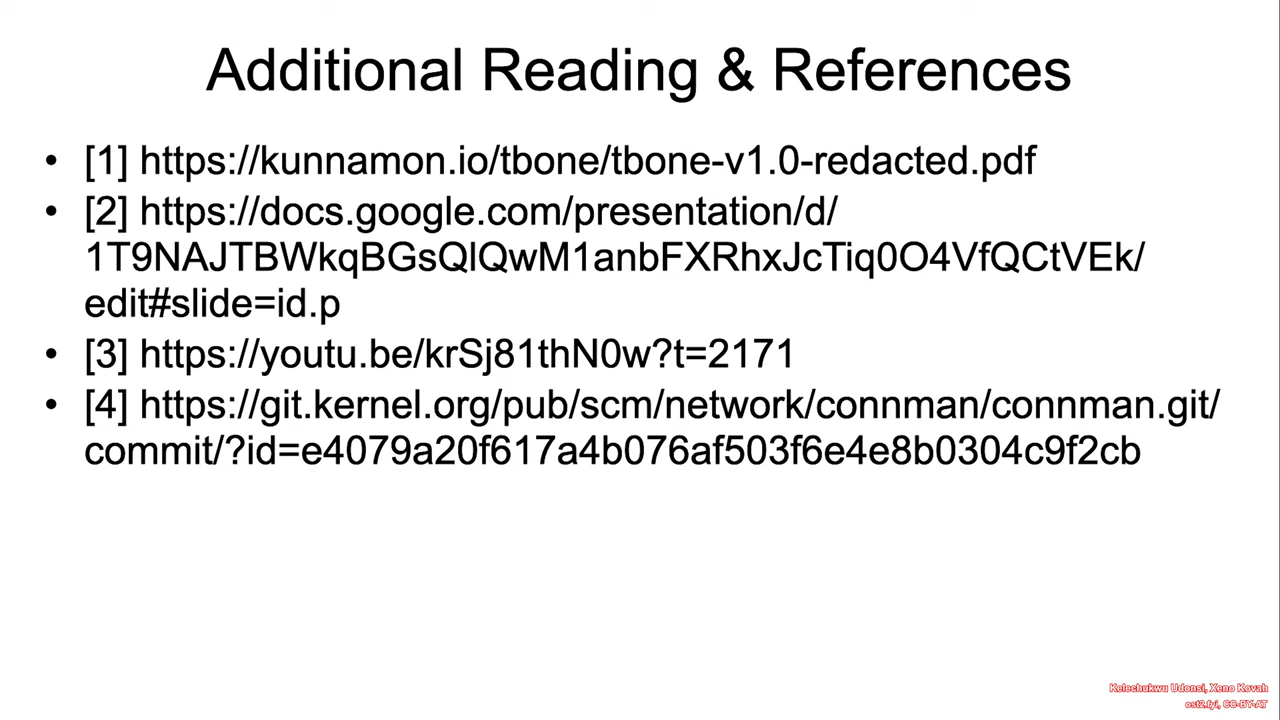 Additional Reading & References
• [1] https://kunnamon.io/tbone/tbone-v1.0-redacted.pdf
• [2] https://docs.google.com/presentation/d/
1T9NAJTBWkqBGsQlQwM1anbFXRhxJcTiq0O4VfQCtVEk/
edit#slide=id.p
• [3] https://youtu.be/krSj81thN0w?t=2171
• [4] https://git.kernel.org/pub/scm/network/connman/connman.git/
commit/?id=e4079a20f617a4b076af503f6e4e8b0304c9f2cb
Kelechukwu Udonsi, Xeno Kovah
ost2.fyi, CC-BY-AT